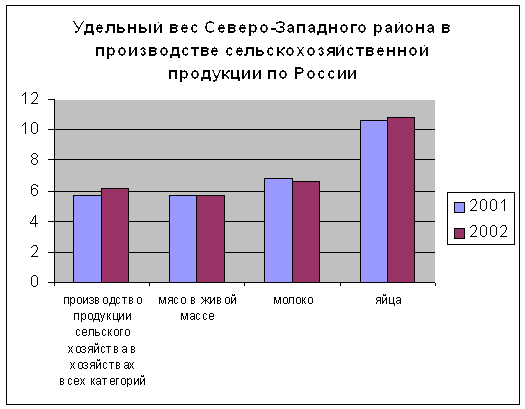 Удельный вес Северо-Западного района в
производстве сельскохозяйственной
продукции по России
12
10
8
6
4
2
0
производство
продукции
сельского
хозяйства в
хозяйствах
всех категорий
мясо в живой
массе
молоко
яйца
2001
2002